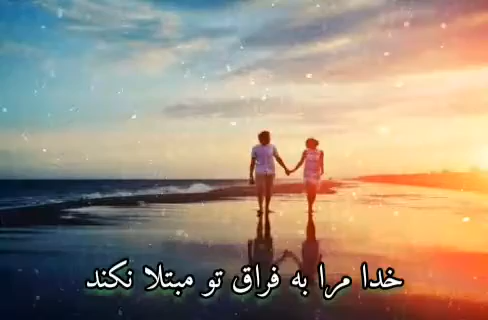 خدا مرا به فراق تو مبتلا نکند